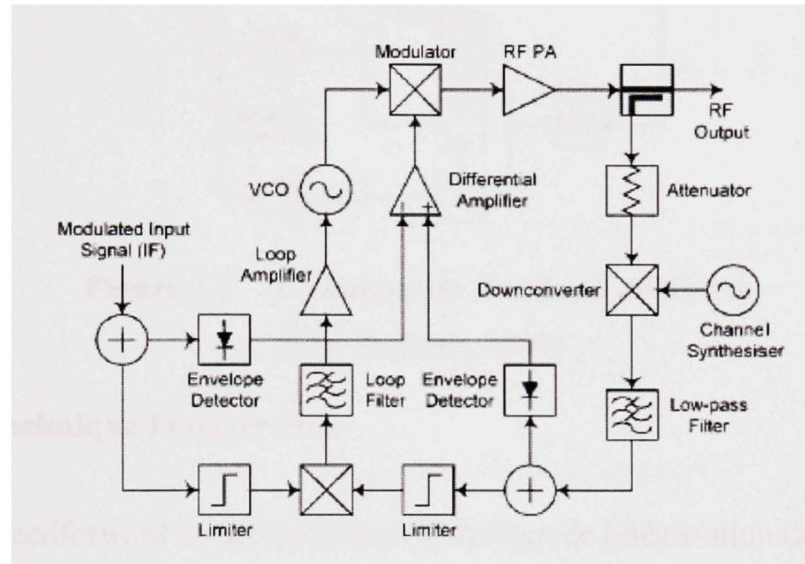 Modulator
RF PA
RF
Output
VCO
Differential
Amplifier
Attenuator
Modulated Input
Signal (IF)
Loop
Amplifier
Downconverter
Channel
Synthesiser
Envelope
Detector
Loop
Filter
Envelope
Detector
Low-pass
Filter
Limiter
Limiter